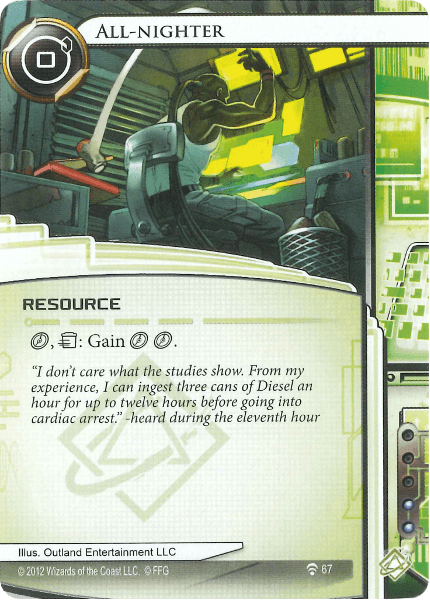 ALL-NIGHTER
0
RESOURCE
, : Gain .
“I don't care what the studies show. From my
experience, I can ingest three cans of Diesel an
hour for up to twelve hours before going into
cardiac arrest.” -heard during the eleventh hour
Illus. Outland Entertainment LLC
© 2012 Wizards of the Coast LLC. © FFG 67